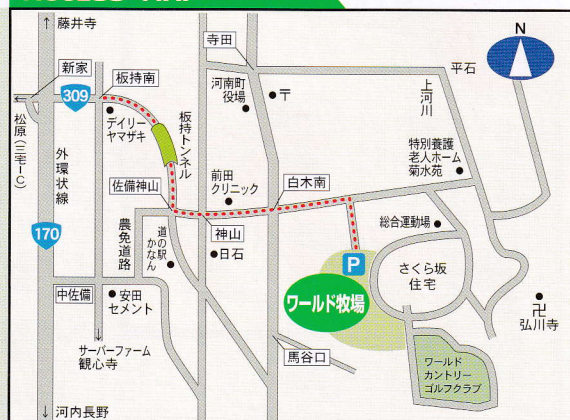 藤井寺
新家
309
板持南
デイリー
ヤマザキ
板持トンネル
松原(三宅IC)
外環状線
170
寺田
河南町
役場
〒
平石
上河川
N
特別養護
老人ホーム
菊水苑
佐備神山
前田
クリニック
白木南
神山
日石
農免道路
道の駅
かなん
総合運動場
P
さくら坂
住宅
ワールド牧場
中佐備
安田
セメント
サーバーファーム
観心寺
馬谷口
ワールド
カントリー
ゴルフクラブ
卍
弘川寺
河内長野